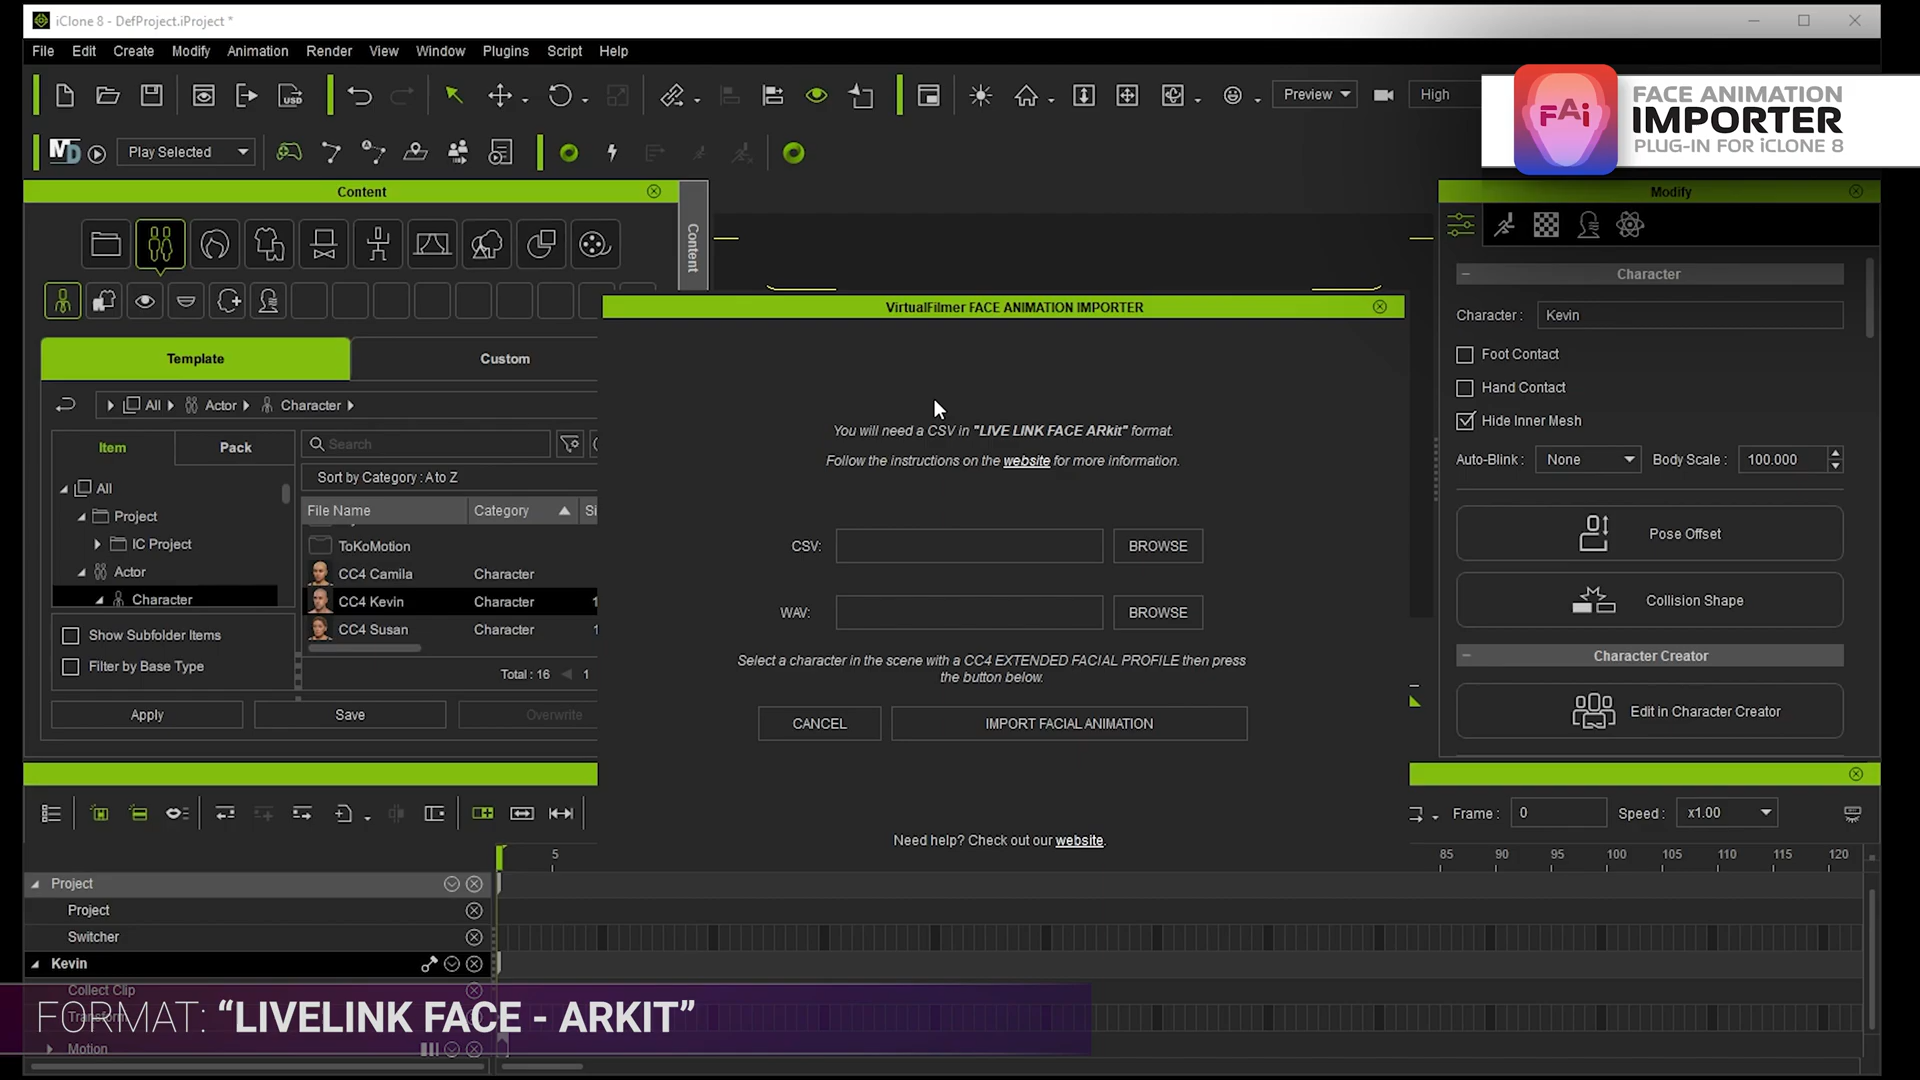 iClone 8 - DefProject.iProject *
File Edit Create Modify Animation Render View Window Plugins Script Help
USD
Preview
High
FAi
FACE ANIMATION
IMPORTER
PLUG-IN FOR iCLONE 8
MD
Play Selected
Content
Content
Template
Custom
All Actor Character
Item
Pack
Search
Sort by Category : A to Z
File Name Category Si
All
Project
IC Project
Actor
Character
ToKoMotion
CC4 Camila Character
CC4 Kevin Character 1
CC4 Susan Character 1
Show Subfolder Items
Filter by Base Type
Total : 16 1
Apply
Save
Overwrite
VirtualFilmer FACE ANIMATION IMPORTER
You will need a CSV in "LIVE LINK FACE ARkit" format.
Follow the instructions on the website for more information.
CSV: BROWSE
WAV: BROWSE
Select a character in the scene with a CC4 EXTENDED FACIAL PROFILE then press
the button below.
CANCEL
IMPORT FACIAL ANIMATION
Need help? Check out our website.
Modify
Character
Character : Kevin
Foot Contact
Hand Contact
Hide Inner Mesh
Auto-Blink : None Body Scale : 100.000
Pose Offset
Collision Shape
Character Creator
Edit in Character Creator
Frame : 0 Speed : x1.00
5 85 90 95 100 105 110 115 120
Project
Project
Switcher
Kevin
Collect Clip
Transform
FORMAT: “LIVELINK FACE - ARKIT”
Motion